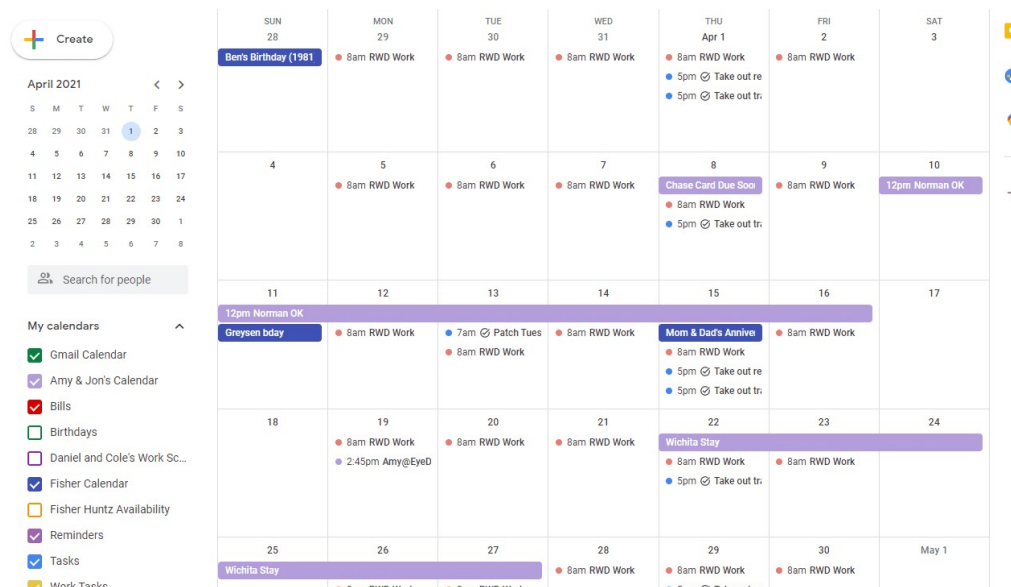 Create
April 2021
S M T W T F S
28 29 30 31 1 2 3
4 5 6 7 8 9 10
11 12 13 14 15 16 17
18 19 20 21 22 23 24
25 26 27 28 29 30 1
2 3 4 5 6 7 8
Search for people
My calendars
Gmail Calendar
Amy & Jon's Calendar
Bills
Birthdays
Daniel and Cole's Work Sc...
Fisher Calendar
Fisher Huntz Availability
Reminders
Tasks
Work Tasks
SUN MON TUE WED THU FRI SAT
28 29 30 31 Apr 1 2 3
Ben's Birthday (1981 8am RWD Work 8am RWD Work 8am RWD Work 8am RWD Work 8am RWD Work
5pm Take out re
5pm Take out tra
4 5 6 7 8 9 10
8am RWD Work 8am RWD Work 8am RWD Work Chase Card Due Soon 8am RWD Work 12pm Norman OK
8am RWD Work
5pm Take out tra
11 12 13 14 15 16 17
12pm Norman OK
Greysen bday 8am RWD Work 7am Patch Tues 8am RWD Work Mom & Dad's Anniver 8am RWD Work
8am RWD Work 8am RWD Work
5pm Take out re
5pm Take out tra
18 19 20 21 22 23 24
8am RWD Work 8am RWD Work 8am RWD Work Wichita Stay
2:45pm Amy@EyeD 8am RWD Work 8am RWD Work
5pm Take out tra
25 26 27 28 29 30 May 1
Wichita Stay 8am RWD Work 8am RWD Work 8am RWD Work